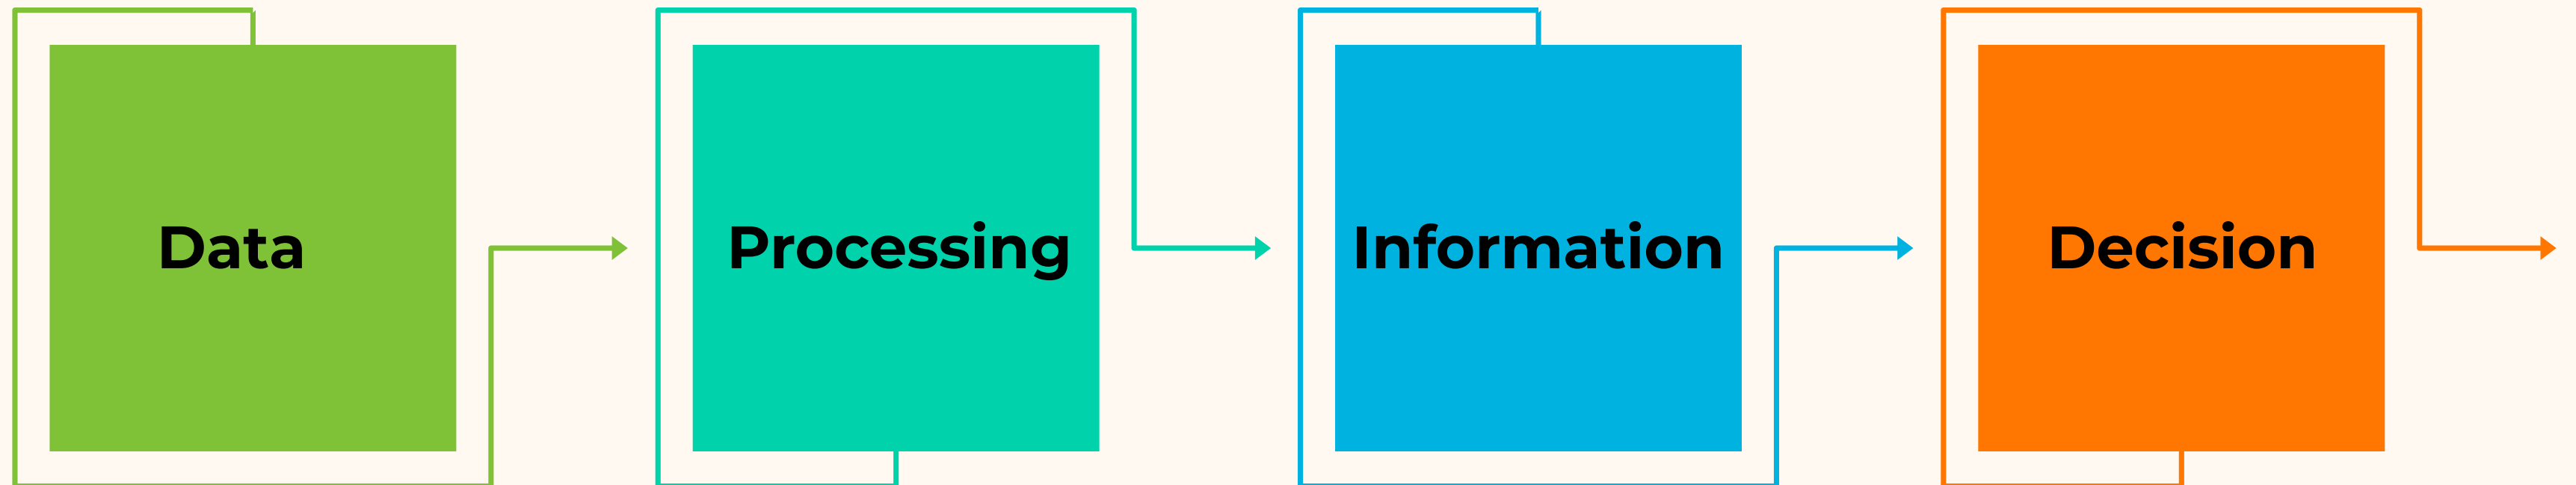 Data
Processing
Information
Decision